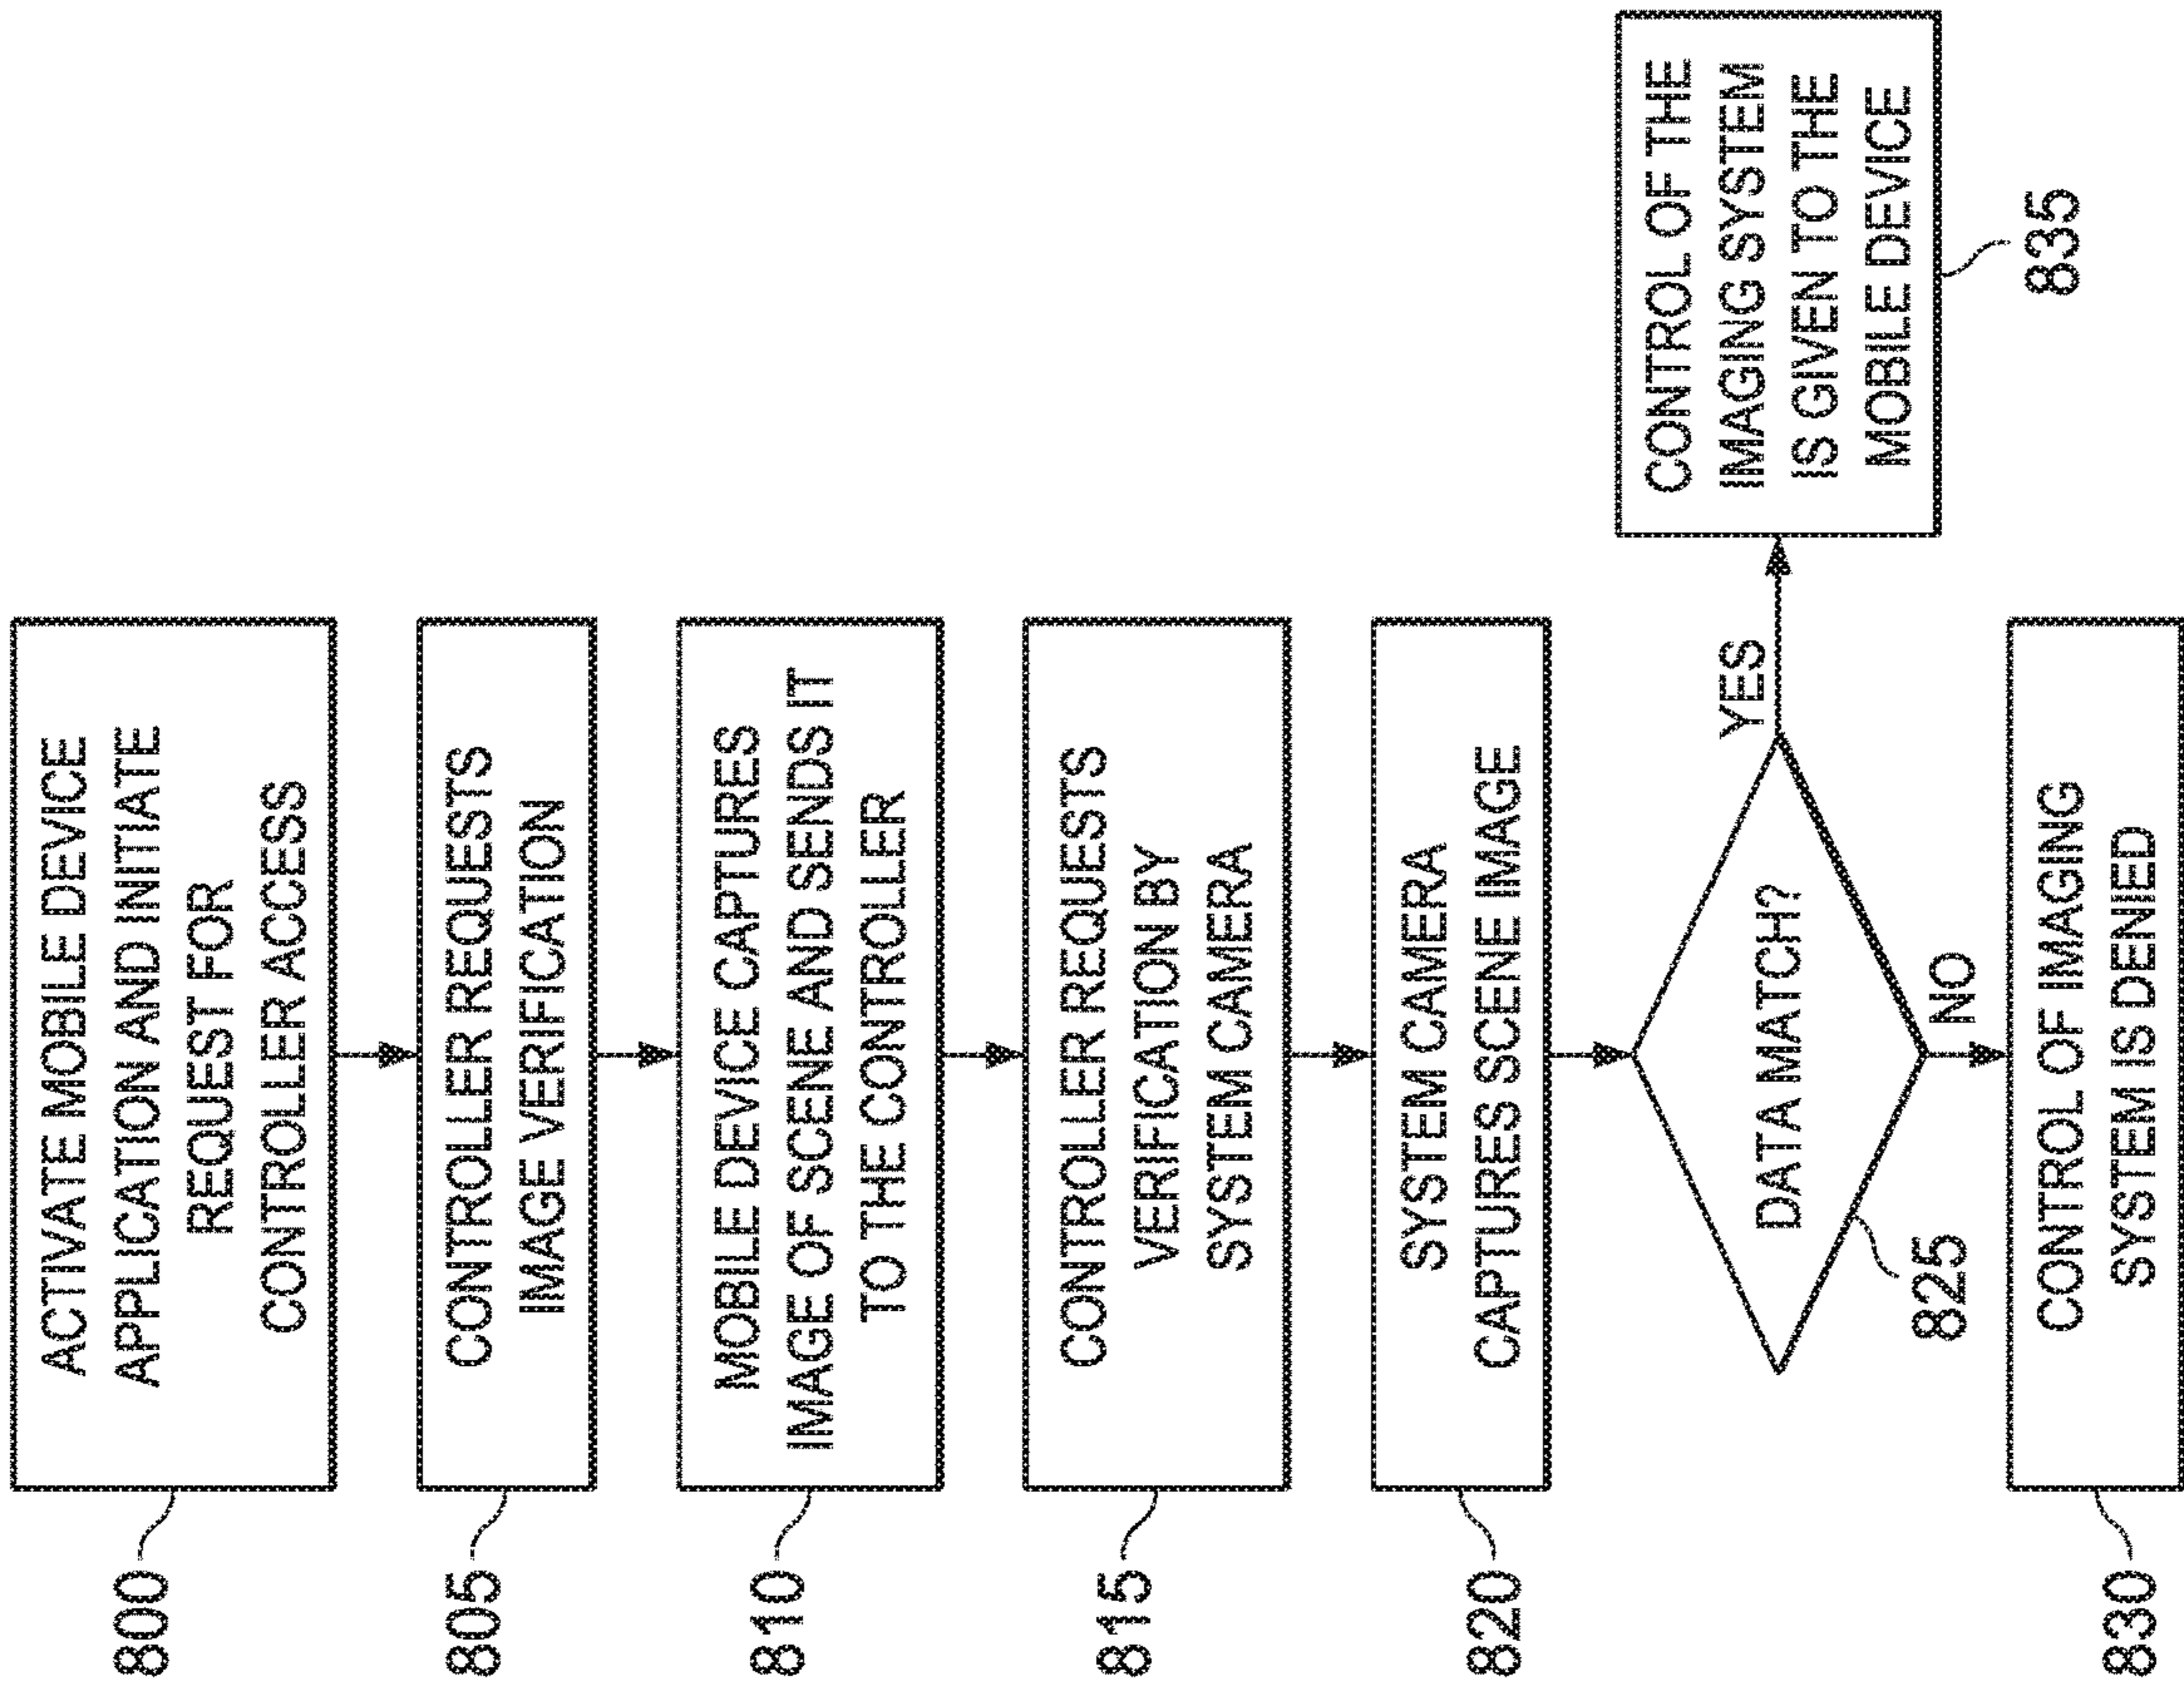 800
ACTIVATE MOBILE DEVICE
APPLICATION AND INITIATE
REQUEST FOR
CONTROLLER ACCESS
805
CONTROLLER REQUESTS
IMAGE VERIFICATION
810
MOBILE DEVICE CAPTURES
IMAGE OF SCENE AND SENDS IT
TO THE CONTROLLER
815
CONTROLLER REQUESTS
VERIFICATION BY
SYSTEM CAMERA
820
SYSTEM CAMERA
CAPTURES SCENE IMAGE
DATA MATCH?
825
YES
CONTROL OF THE
IMAGING SYSTEM
IS GIVEN TO THE
MOBILE DEVICE
835
NO
830
CONTROL OF IMAGING
SYSTEM IS DENIED